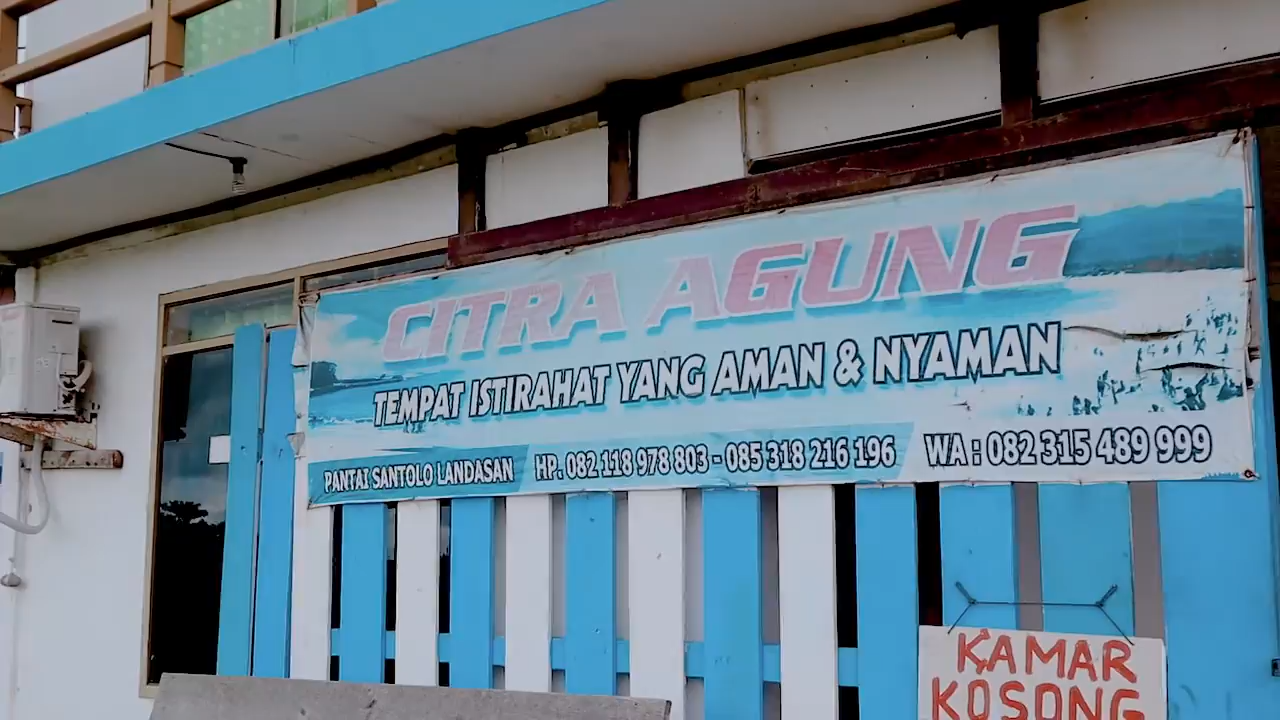 CITRA AGUNG
TEMPAT ISTIRAHAT YANG AMAN & NYAMAN
PANTAI SANTOLO LANDASAN HP. 082 118 978 803 - 085 318 216 196 WA : 082 315 489 999
KAMAR
KOSONG